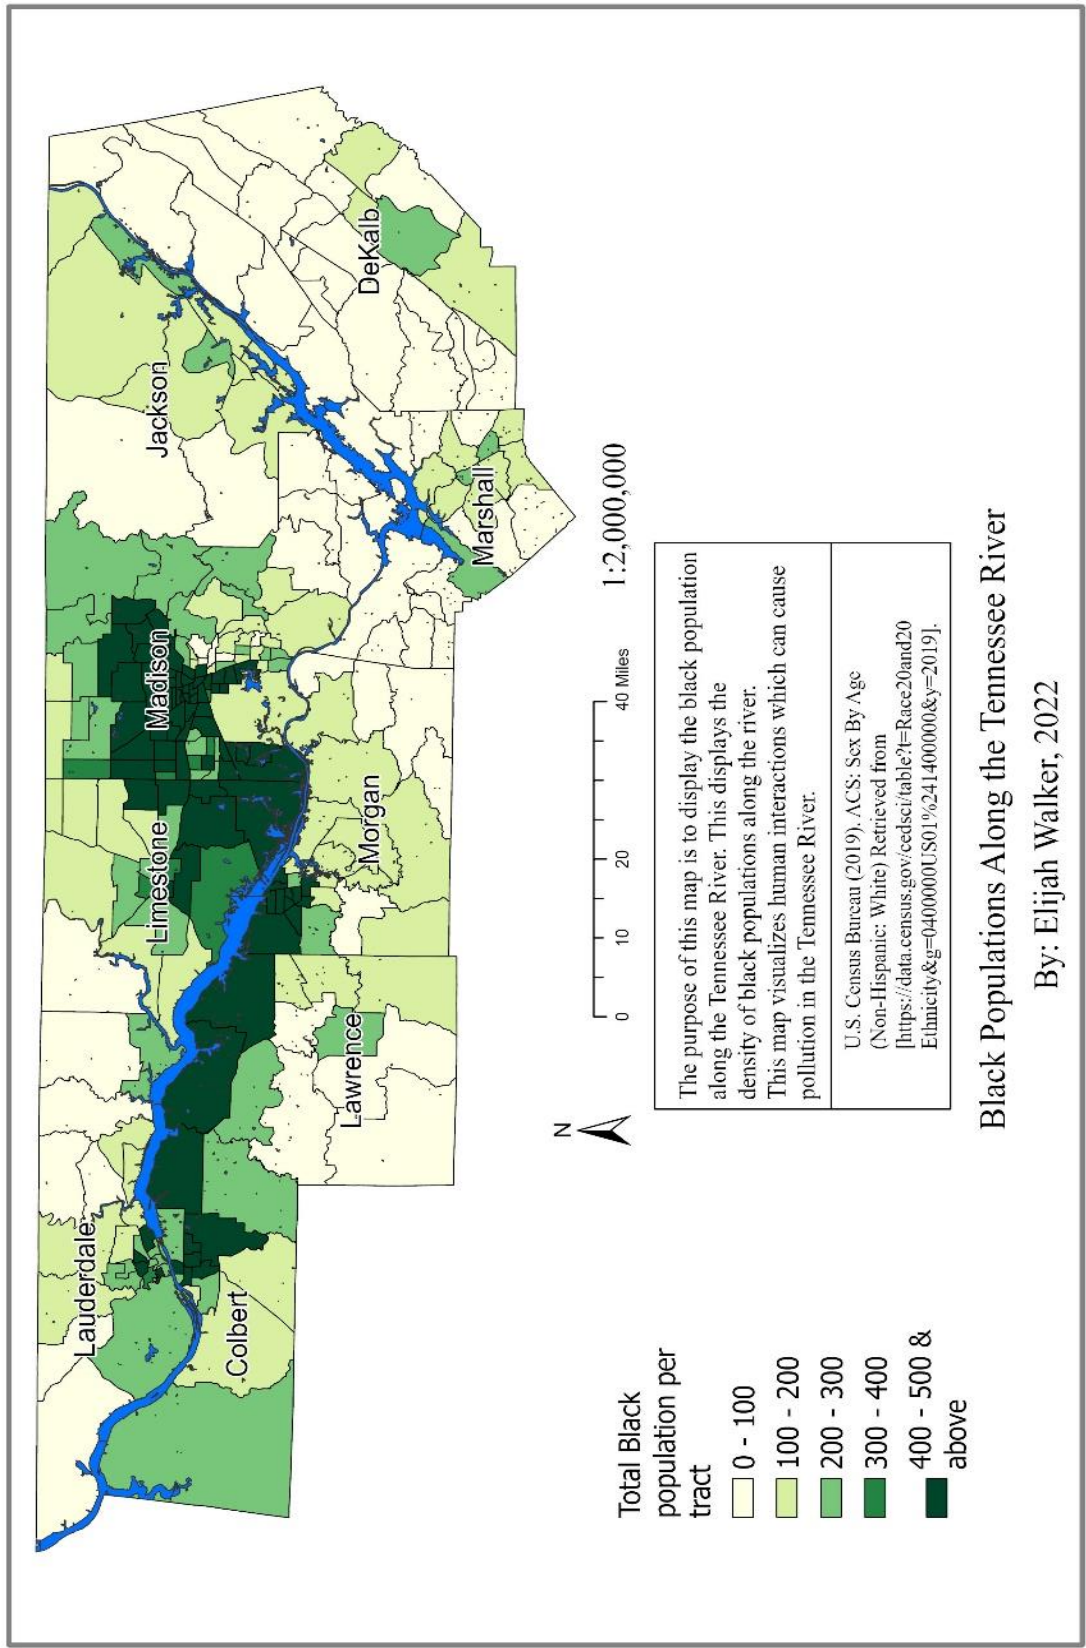 Lauderdale
Limestone
Madison
Jackson
Colbert
Lawrence
Morgan
Marshall
DeKalb
N
0
10
20
40 Miles
1:2,000,000
Total Black
population per
tract
0 - 100
100 - 200
200 - 300
300 - 400
400 - 500 &
above
The purpose of this map is to display the black population
along the Tennessee River. This displays the
density of black populations along the river.
This map visualizes human interactions which can cause
pollution in the Tennessee River.
U.S. Census Bureau (2019). ACS: Sex By Age
(Non-Hispanic: White) Retrieved from
[https://data.census.gov/cedsci/table?t=Race20and20
Ethnicity&g=0400000US01%241400000&y=2019].
Black Populations Along the Tennessee River
By: Elijah Walker, 2022